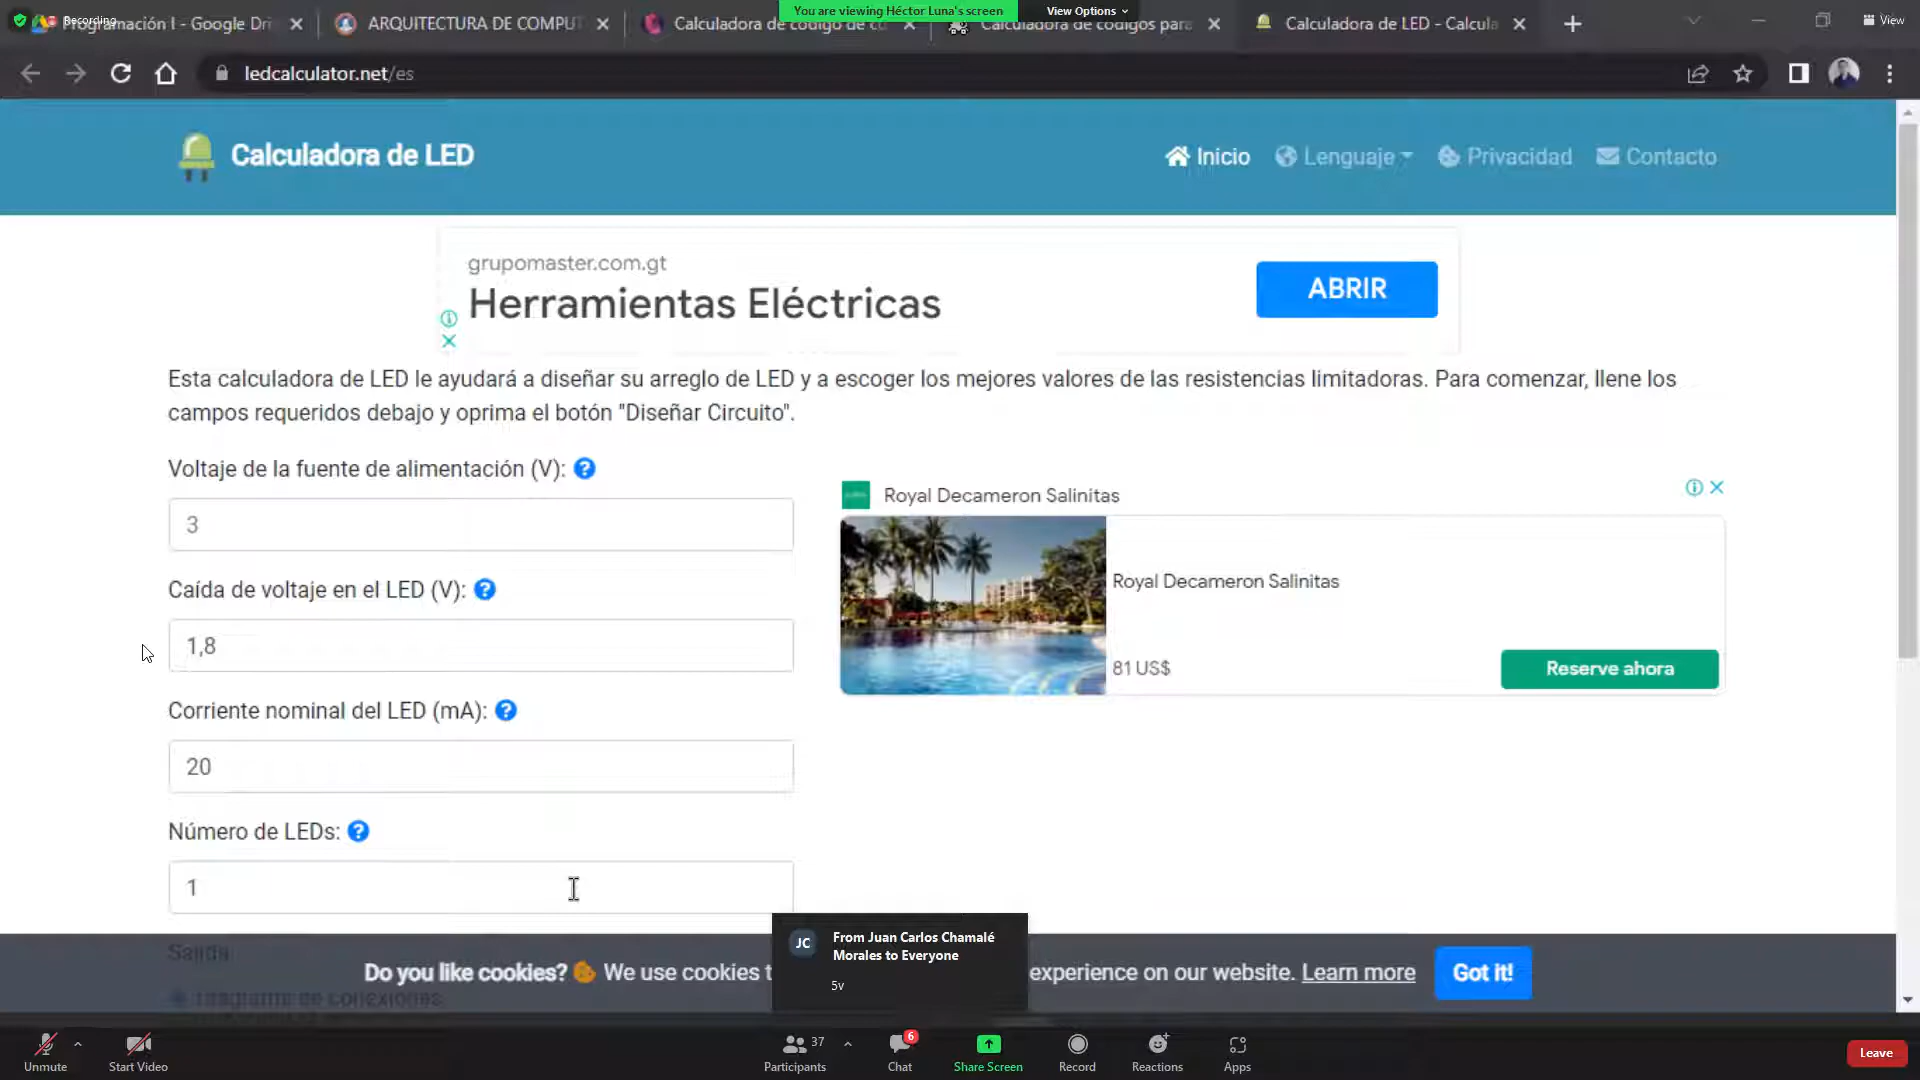 Recording
Programación I - Google Dri
ARQUITECTURA DE COMPUT
Calculadora de código de co
Calculadora de códigos para
Calculadora de LED - Calcula
You are viewing Héctor Luna's screen
View Options
View
ledcalculator.net/es
Calculadora de LED
Inicio
Lenguaje
Privacidad
Contacto
grupomaster.com.gt
Herramientas Eléctricas
ABRIR
Esta calculadora de LED le ayudará a diseñar su arreglo de LED y a escoger los mejores valores de las resistencias limitadoras. Para comenzar, llene los
campos requeridos debajo y oprima el botón "Diseñar Circuito".
Voltaje de la fuente de alimentación (V):
3
Caída de voltaje en el LED (V):
1,8
Corriente nominal del LED (mA):
20
Número de LEDs:
1
Royal Decameron Salinitas
Royal Decameron Salinitas
81 US$
Reserve ahora
Salida
Diagrama de conexiones
Do you like cookies? We use cookies t
experience on our website. Learn more
Got it!
JC
From Juan Carlos Chamalé
Morales to Everyone
5v
Unmute
Start Video
37
Participants
6
Chat
Share Screen
Record
Reactions
Apps
Leave